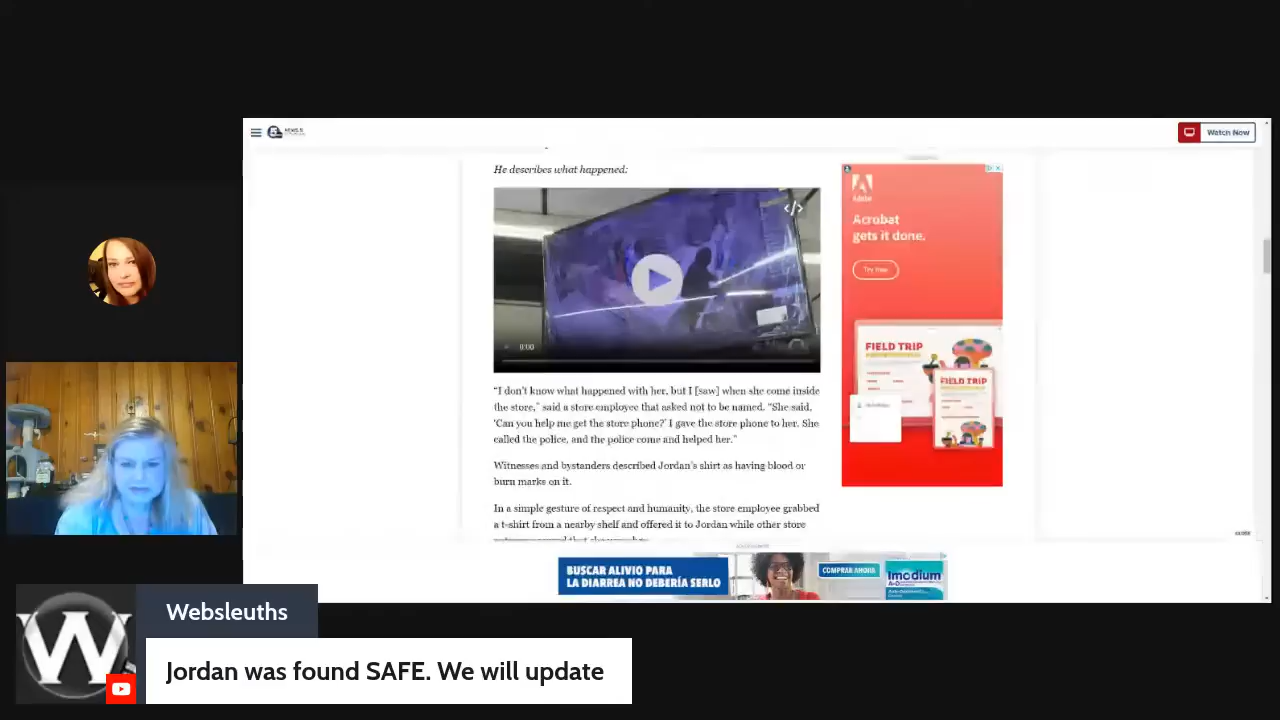 Watch Now
He describes what happened:
</>
0:00
“I don't know what happened with her, but I [saw] when she come inside
the store,” said a store employee that asked not to be named. “She said,
‘Can you help me get the store phone?’ I gave the store phone to her. She
called the police, and the police come and helped her.”
Witnesses and bystanders described Jordan's shirt as having blood or
burn marks on it.
In a simple gesture of respect and humanity, the store employee grabbed
a t-shirt from a nearby shelf and offered it to Jordan while other store
Adobe
Acrobat
gets it done.
Try now
FIELD TRIP
FIELD TRIP
BUSCAR ALIVIO PARA
LA DIARREA NO DEBERÍA SERLO
COMPRAR AHORA
Imodium
W
Websleuths
Jordan was found SAFE. We will update